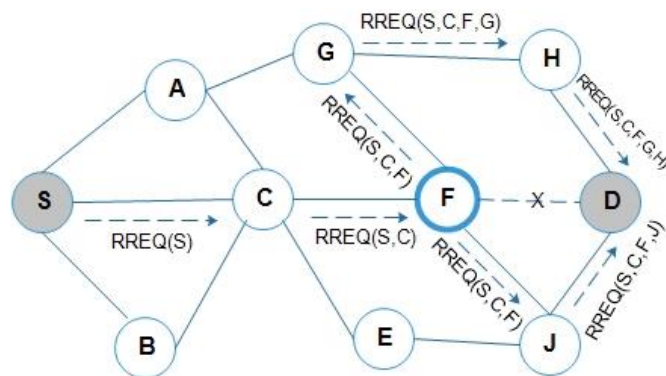 RREQ(S,C,F,G)
G
H
A
RREQ(S,C,F)
RREQ(S,C,F,G,H)
S
C
F
X
D
RREQ(S)
RREQ(S,C)
RREQ(S,C,F)
RREQ(S,C,F,J)
B
E
J